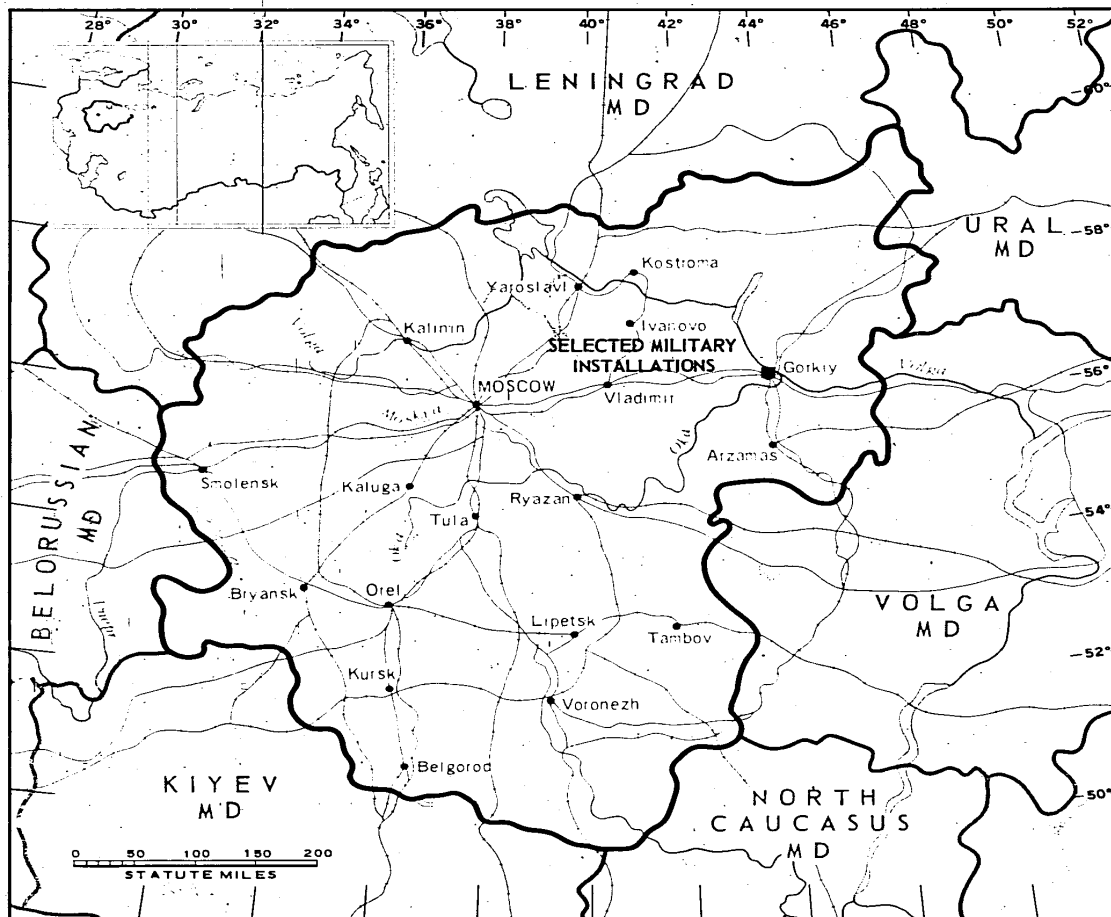 28° 30° 32° 34° 36° 38° 40° 42° 44° 46° 48° 50° 52°
LENINGRAD
MD
60°
URAL
MD
58°
Kostroma
Yaroslavl
Kalinin
Volga
Ivanovo
SELECTED MILITARY
INSTALLATIONS
Gorkiy
Volga
56°
MOSCOW
Vladimir
Moskva
Oka
Arzamas
BELORUSSIAN
MD
Smolensk
Kaluga
Ryazan
Tula
54°
Oka
Dnepr
Bryansk
Orel
VOLGA
MD
Lipetsk
Tambov
52°
Kursk
Voronezh
Belgorod
KIYEV
MD
NORTH
CAUCASUS
MD
50°
0 50 100 150 200
STATUTE MILES